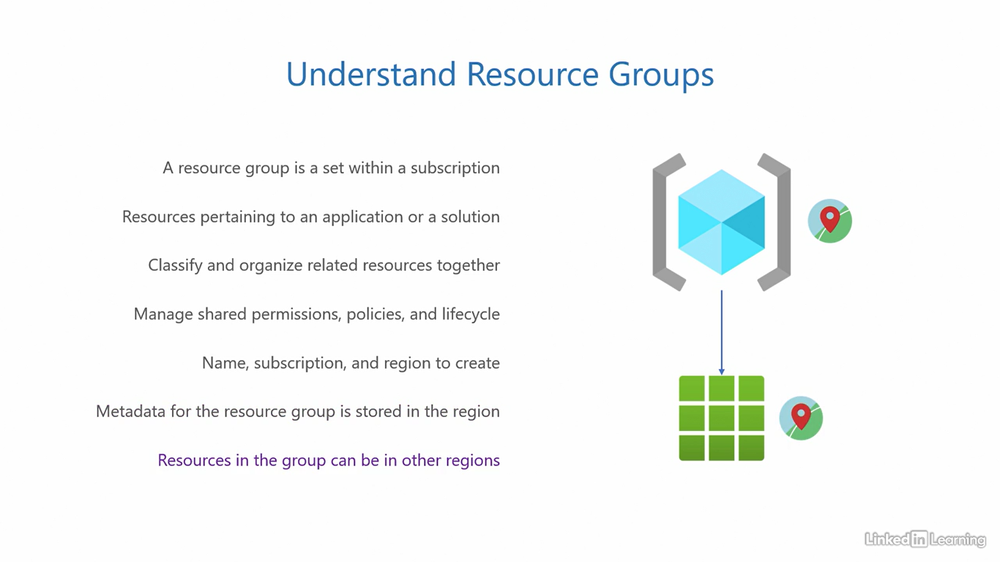 Understand Resource Groups
A resource group is a set within a subscription
Resources pertaining to an application or a solution
Classify and organize related resources together
Manage shared permissions, policies, and lifecycle
Name, subscription, and region to create
Metadata for the resource group is stored in the region
Resources in the group can be in other regions
Linked in Learning